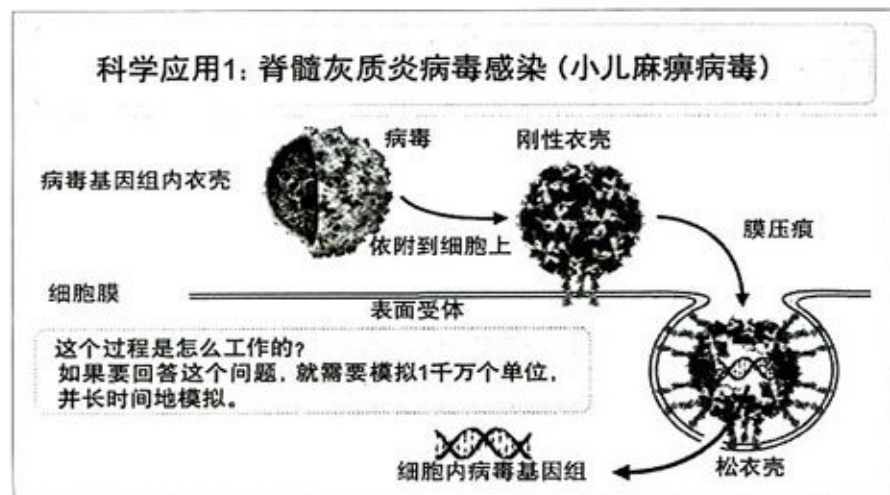 科学应用1：脊髓灰质炎病毒感染（小儿麻痹病毒）
病毒
刚性衣壳
病毒基因组内衣壳
依附到细胞上
膜压痕
细胞膜
表面受体
这个过程是怎么工作的?
如果要回答这个问题，就需要模拟1千万个单位，
并长时间地模拟。
细胞内病毒基因组
松衣壳